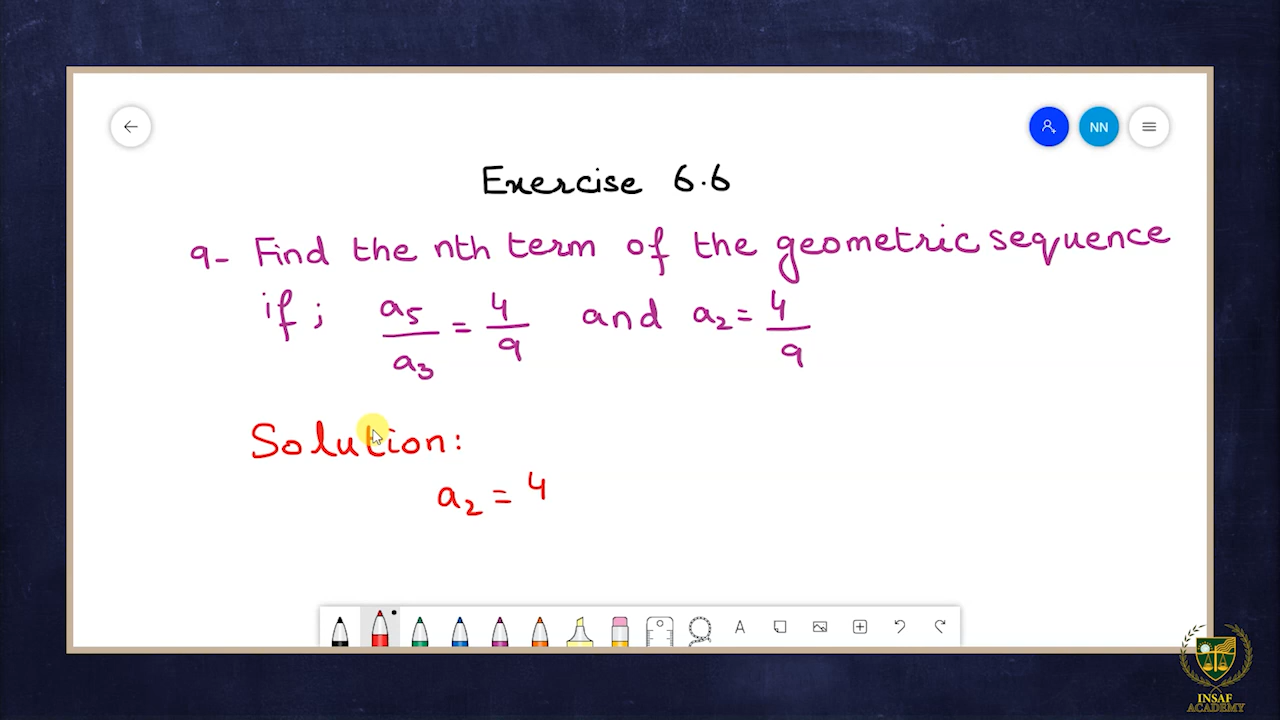 NN
Exercise 6.6
9- Find the nth term of the geometric sequence
if ; a₅/a₃ = 4/9 and a₂ = 4/9
Solution:
a₂ = 4
A
INSAF
ACADEMY